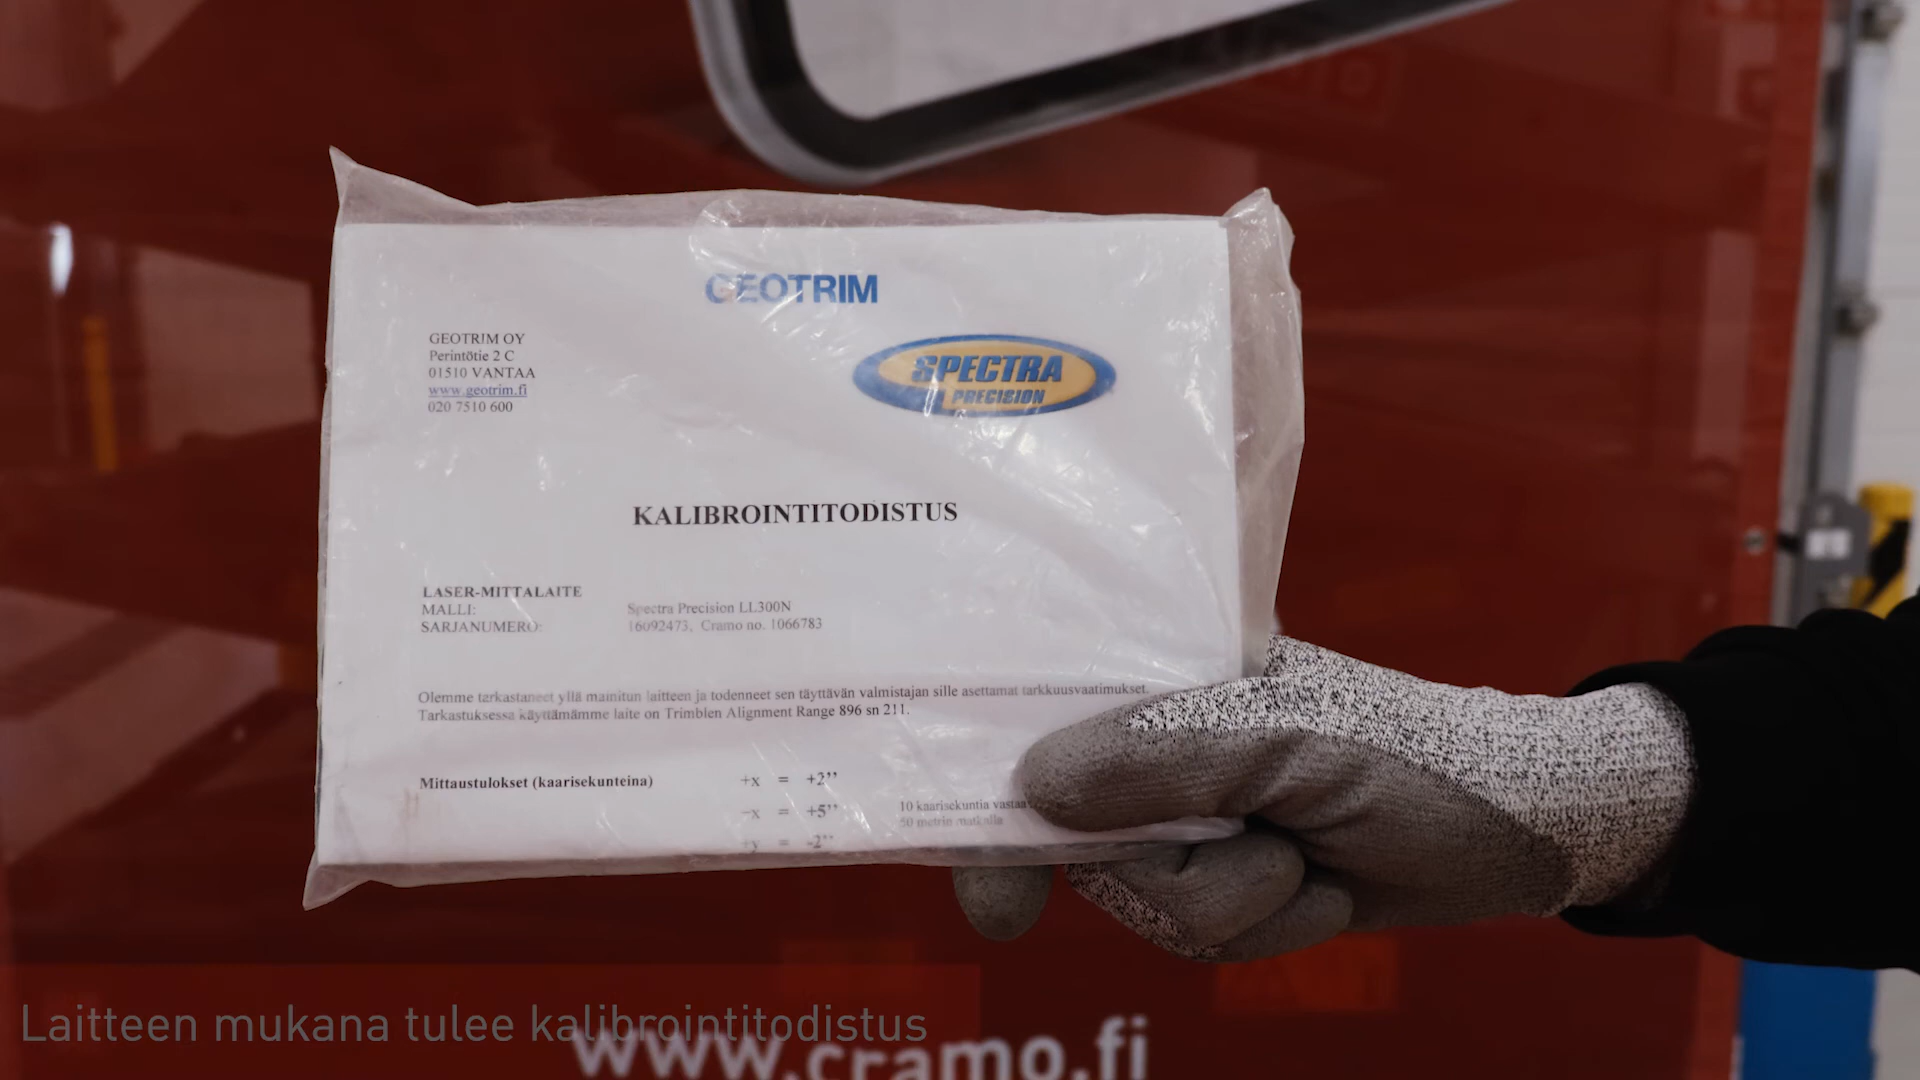 GEOTRIM
GEOTRIM OY
Perintötie 2 C
01510 VANTAA
www.geotrim.fi
020 7510 600
SPECTRA
PRECISION
KALIBROINTITODISTUS
LASER-MITTALAITE
MALLI: Spectra Precision LL300N
SARJANUMERO: 16092473, Cramo no. 1066783
Olemme tarkastaneet yllä mainitun laitteen ja todenneet sen täyttävän valmistajan sille asettamat tarkkuusvaatimukset.
Tarkastuksessa käyttämämme laite on Trimblen Alignment Range 896 sn 211.
Mittaustulokset (kaarisekunteina) +x = +2’’
-x = +5’’
+y = -2’’
10 kaarisekuntia vastaa
50 metrin matkalla
Laitteen mukana tulee kalibrointitodistus
www.cramo.fi